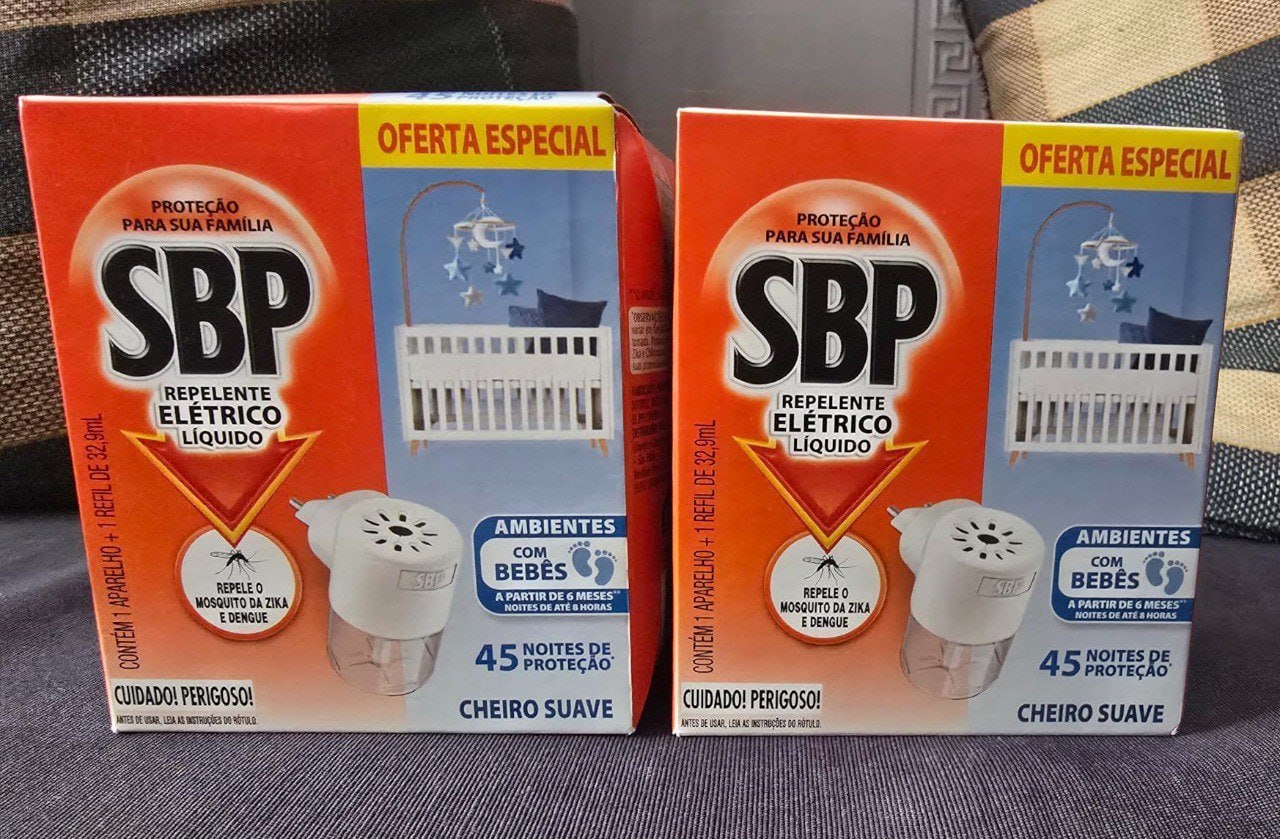 45 NOITES DE
PROTEÇÃO
OFERTA ESPECIAL
PROTEÇÃO
PARA SUA FAMÍLIA
SBP
REPELENTE
ELÉTRICO
LÍQUIDO
CONTÉM 1 APARELHO + 1 REFIL DE 32,9mL
REPELE O
MOSQUITO DA ZIKA
E DENGUE
SBP
AMBIENTES
COM
BEBÊS
A PARTIR DE 6 MESES**
NOITES DE ATÉ 8 HORAS
45 NOITES DE
PROTEÇÃO*
CHEIRO SUAVE
CUIDADO! PERIGOSO!
ANTES DE USAR, LEIA AS INSTRUÇÕES DO RÓTULO.
OFERTA ESPECIAL
PROTEÇÃO
PARA SUA FAMÍLIA
SBP
REPELENTE
ELÉTRICO
LÍQUIDO
CONTÉM 1 APARELHO + 1 REFIL DE 32,9mL
REPELE O
MOSQUITO DA ZIKA
E DENGUE
SBP
AMBIENTES
COM
BEBÊS
A PARTIR DE 6 MESES**
NOITES DE ATÉ 8 HORAS
45 NOITES DE
PROTEÇÃO*
CHEIRO SUAVE
CUIDADO! PERIGOSO!
ANTES DE USAR, LEIA AS INSTRUÇÕES DO RÓTULO.